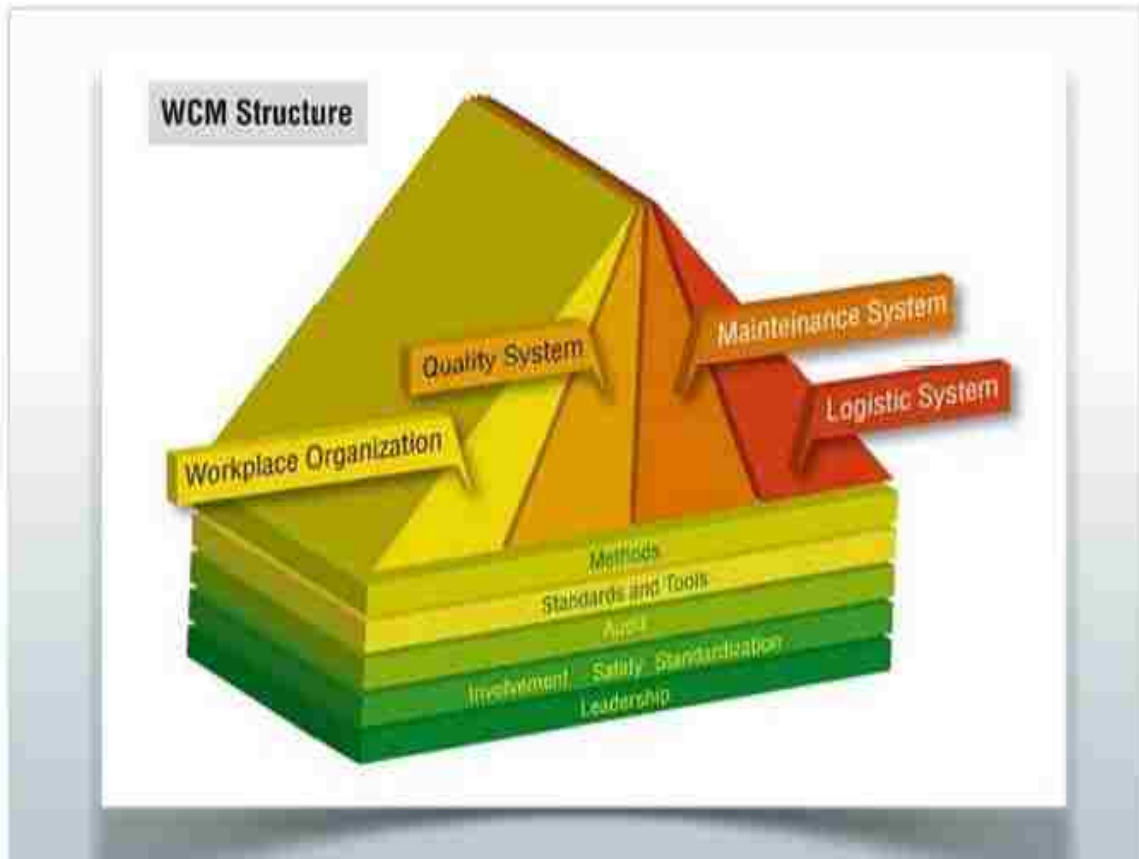 WCM Structure
Quality System
Mainteinance System
Logistic System
Workplace Organization
Methods
Standards and Tools
Audit
Involvement, Safety, Standardization
Leadership